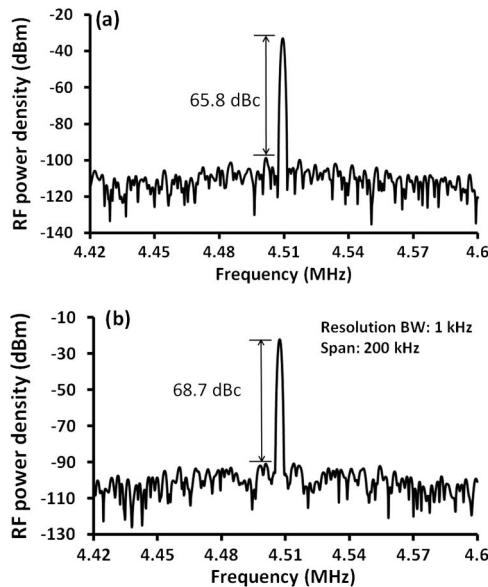 (a)
RF power density (dBm)
-20
-40
-60
-80
-100
-120
-140
65.8 dBc
4.42 4.45 4.48 4.51 4.54 4.57 4.6
Frequency (MHz)
(b)
RF power density (dBm)
-10
-30
-50
-70
-90
-110
-130
Resolution BW: 1 kHz
Span: 200 kHz
68.7 dBc
4.42 4.45 4.48 4.51 4.54 4.57 4.6
Frequency (MHz)